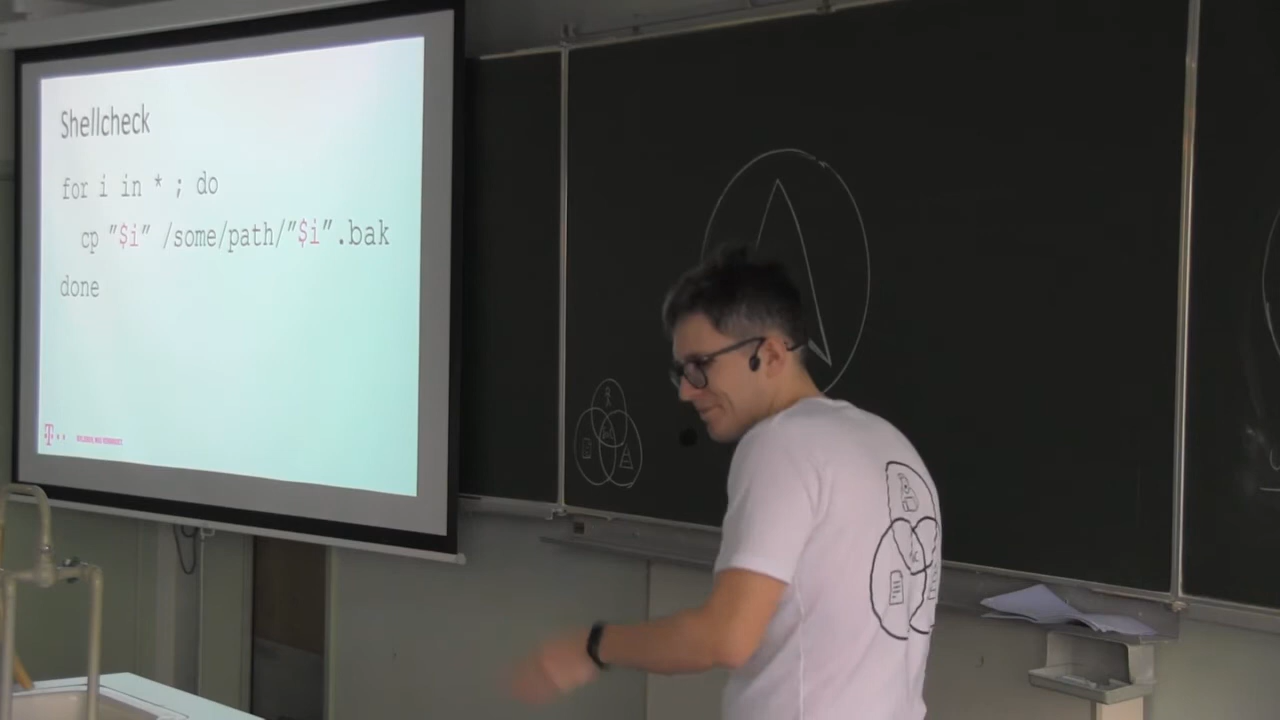 Shellcheck
for i in * ; do
cp ”$i” /some/path/”$i”.bak
done
T